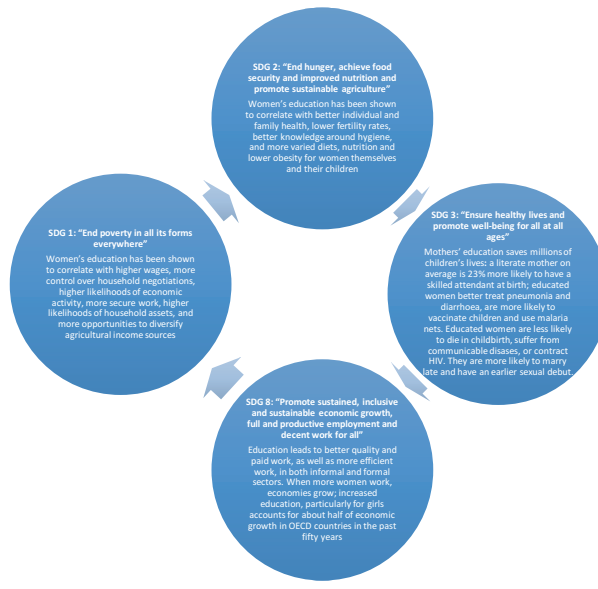 SDG 2: "End hunger, achieve food
security and improved nutrition and
promote sustainable agriculture"
Women's education has been shown
to correlate with better individual and
family health, lower fertility rates,
better knowledge around hygiene,
and more varied diets, nutrition and
lower obesity for women themselves
and their children
SDG 1: "End poverty in all its forms
everywhere"
Women's education has been shown
to correlate with higher wages, more
control over household negotiations,
higher likelihoods of economic
activity, more secure work, higher
likelihoods of household assets, and
more opportunities to diversify
agricultural income sources
SDG 3: "Ensure healthy lives and
promote well-being for all at all
ages"
Mothers' education saves millions of
children's lives: a literate mother on
average is 23% more likely to have a
skilled attendant at birth; educated
women better treat pneumonia and
diarrhoea, are more likely to
vaccinate children and use malaria
nets. Educated women are less likely
to die in childbirth, suffer from
communicable disases, or contract
HIV. They are more likely to marry
late and have an earlier sexual debut.
SDG 8: "Promote sustained, inclusive
and sustainable economic growth,
full and productive employment and
decent work for all"
Education leads to better quality and
paid work, as well as more efficient
work, in both informal and formal
sectors. When more women work,
economies grow; increased
education, particularly for girls
accounts for about half of economic
growth in OECD countries in the past
fifty years